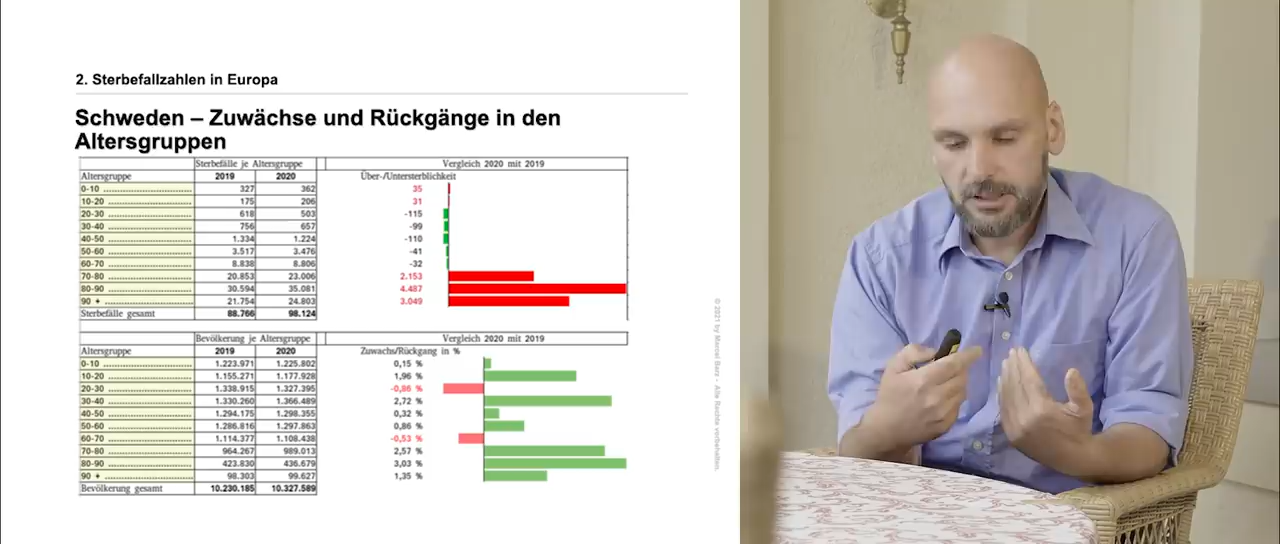 2. Sterbefallzahlen in Europa
Schweden – Zuwächse und Rückgänge in den
Altersgruppen
Sterbefälle je Altersgruppe Vergleich 2020 mit 2019
Altersgruppe 2019 2020 Über-/Untersterblichkeit
0-10 327 362 35
10-20 175 206 31
20-30 618 503 -115
30-40 756 657 -99
40-50 1.334 1.224 -110
50-60 3.517 3.476 -41
60-70 8.838 8.806 -32
70-80 20.853 23.006 2.153
80-90 30.594 35.081 4.487
90 + 21.754 24.803 3.049
Sterbefälle gesamt 88.766 98.124
Bevölkerung je Altersgruppe Vergleich 2020 mit 2019
Altersgruppe 2019 2020 Zuwachs/Rückgang in %
0-10 1.223.971 1.225.802 0,15 %
10-20 1.155.271 1.177.928 1,96 %
20-30 1.338.915 1.327.395 -0,86 %
30-40 1.330.260 1.366.489 2,72 %
40-50 1.294.175 1.298.355 0,32 %
50-60 1.286.816 1.297.863 0,86 %
60-70 1.114.377 1.108.438 -0,53 %
70-80 964.267 989.013 2,57 %
80-90 423.830 436.679 3,03 %
90 + 98.303 99.627 1,35 %
Bevölkerung gesamt 10.230.185 10.327.589
© 2021 by Marcel Barz - Alle Rechte vorbehalten.